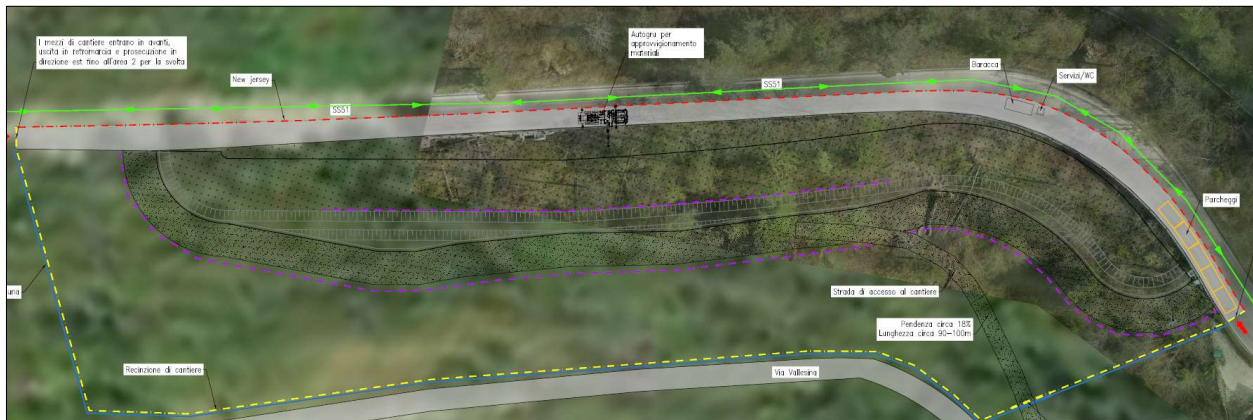 I mezzi di cantiere entrano in avanti,
uscita in retromarcia e prosecuzione in
direzione est fino all'area 2 per la svolta
New jersey
SS51
Autogru per
approvvigionamento
materiali
SS51
Baracca
Servizi/WC
Parcheggi
una
Strada di accesso al cantiere
Pendenza circa 18%
Lunghezza circa 90-100m
Recinzione di cantiere
Via Vallesina